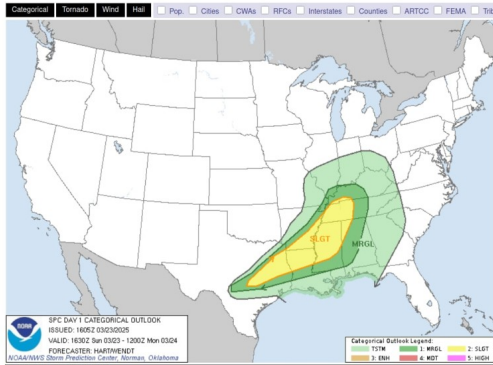 Categorical Tornado Wind Hail Pop. Cities CWAs RFCs Interstates Counties ARTCC FEMA Trib
SLGT
MRGL
SPC DAY 1 CATEGORICAL OUTLOOK
ISSUED: 1605Z 03/23/2025
VALID: 1630Z Sun 03/23 - 1200Z Mon 03/24
FORECASTER: HART/WENDT
NOAA/NWS Storm Prediction Center, Norman, Oklahoma
NOAA
Categorical Outlook Legend:
TSTM 1: MRGL 2: SLGT
3: ENH 4: MDT 5: HIGH